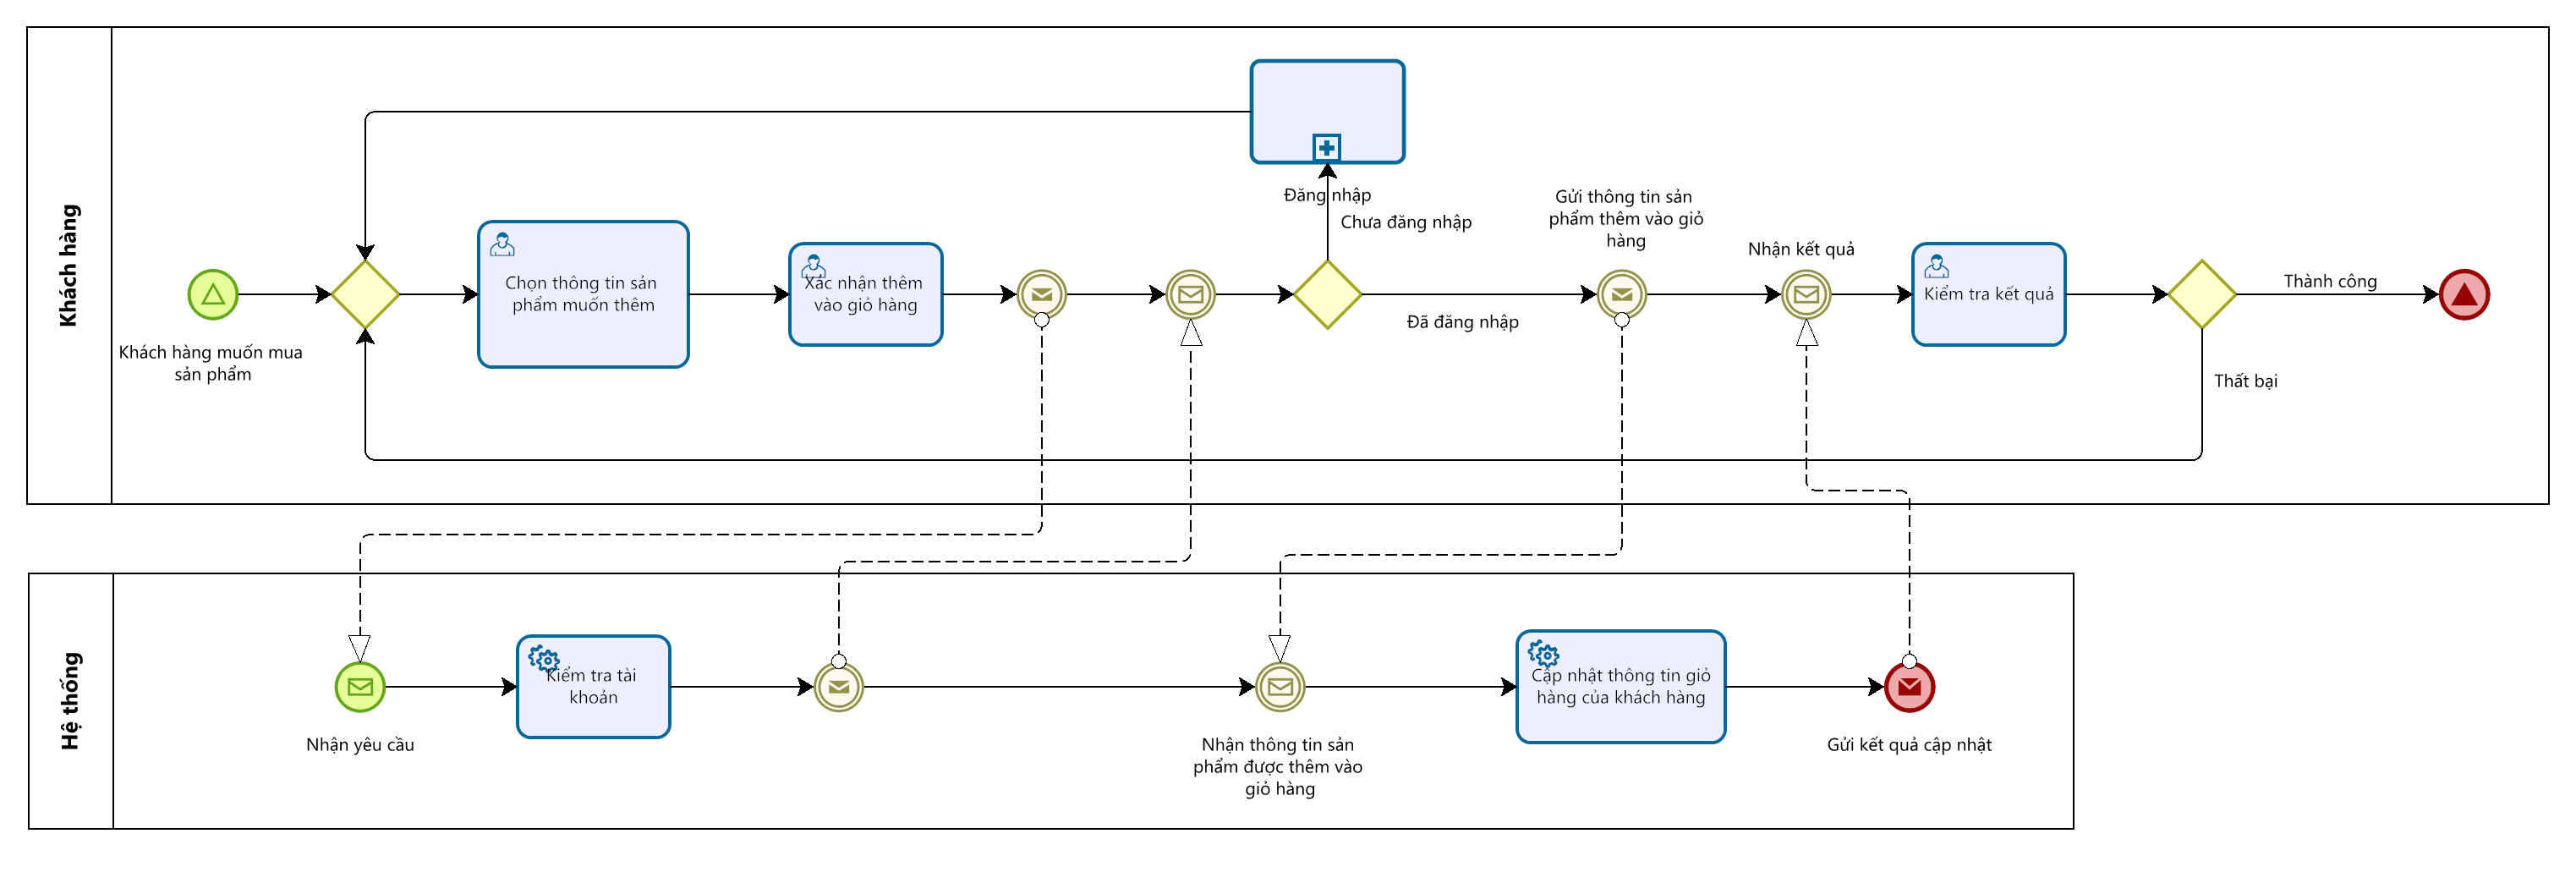 Khách hàng
Khách hàng muốn mua
sản phẩm
Chọn thông tin sản
phẩm muốn thêm
Xác nhận thêm
vào giỏ hàng
Đăng nhập
Chưa đăng nhập
Đã đăng nhập
Gửi thông tin sản
phẩm thêm vào giỏ
hàng
Nhận kết quả
Kiểm tra kết quả
Thành công
Thất bại
Hệ thống
Nhận yêu cầu
Kiểm tra tài
khoản
Nhận thông tin sản
phẩm được thêm vào
giỏ hàng
Cập nhật thông tin giỏ
hàng của khách hàng
Gửi kết quả cập nhật